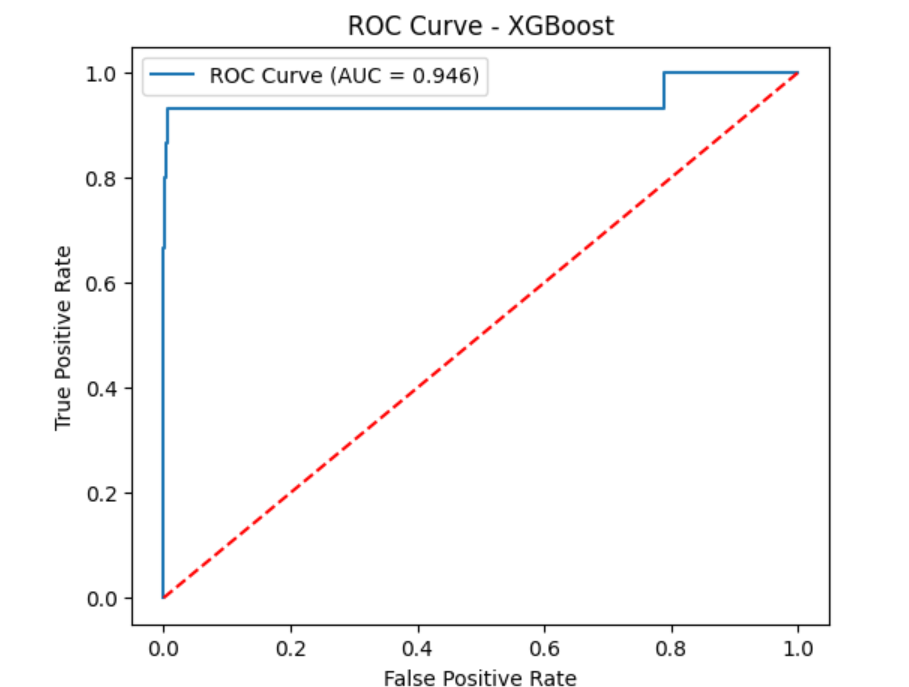 ROC Curve - XGBoost
ROC Curve (AUC = 0.946)
True Positive Rate
1.0
0.8
0.6
0.4
0.2
0.0
0.0 0.2 0.4 0.6 0.8 1.0
False Positive Rate